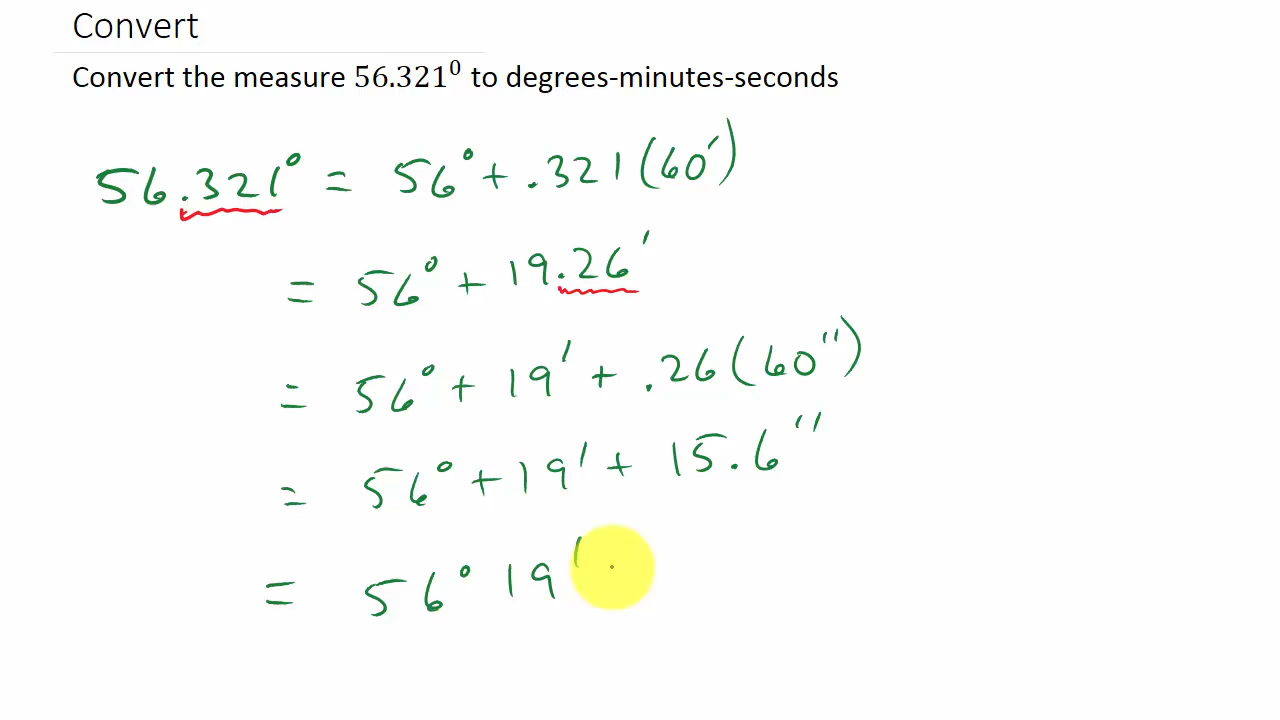 Convert
Convert the measure 56.321⁰ to degrees-minutes-seconds
56.321° = 56° + .321(60′)
= 56° + 19.26′
= 56° + 19′ + .26(60″)
= 56° + 19′ + 15.6″
= 56° 19′